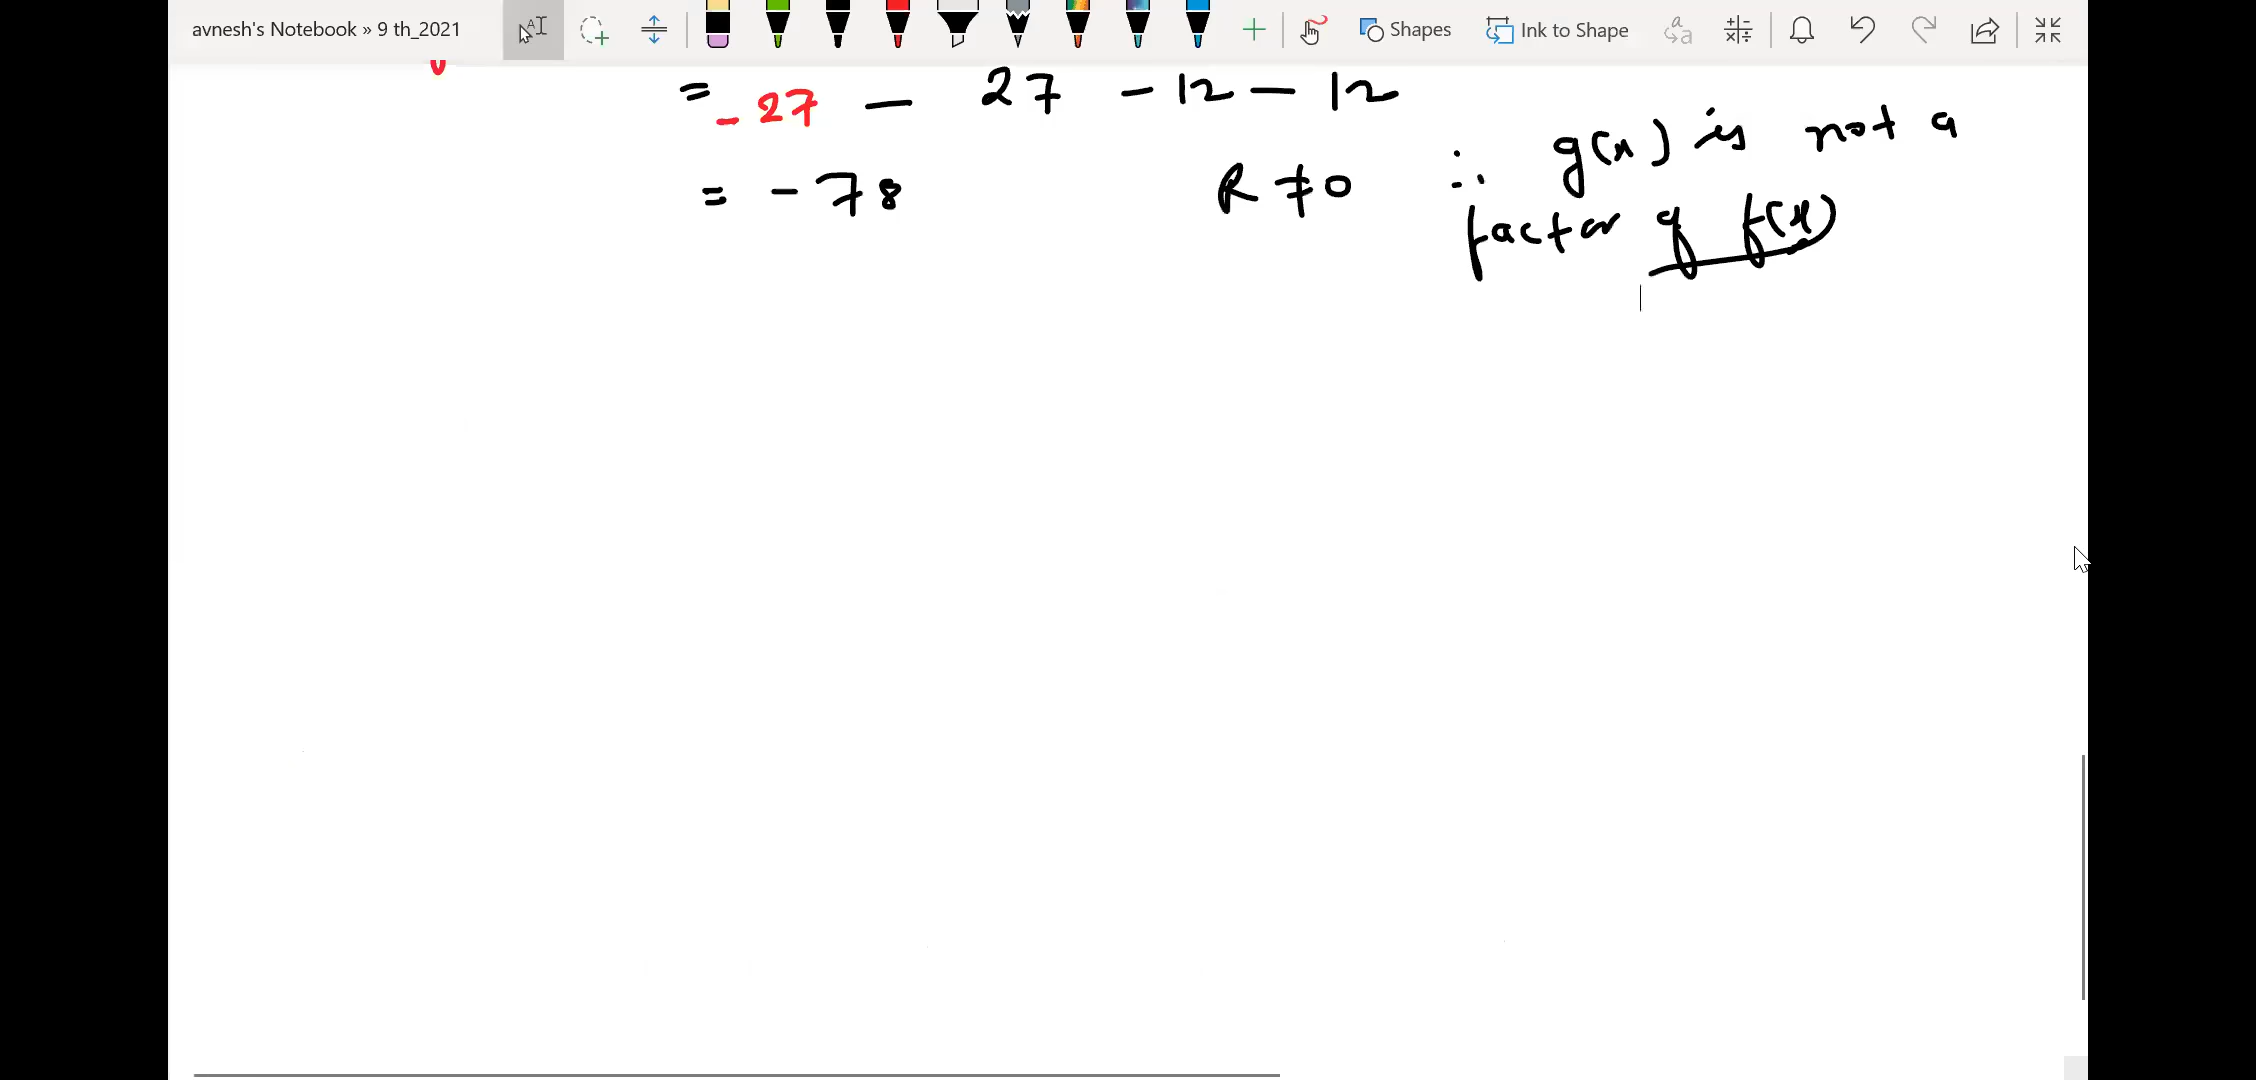 avnesh's Notebook » 9 th_2021
Shapes
Ink to Shape
= - 27 - 27 - 12 - 12
= - 78
R ≠ 0
∴ g(x) is not a
factor of f(x)